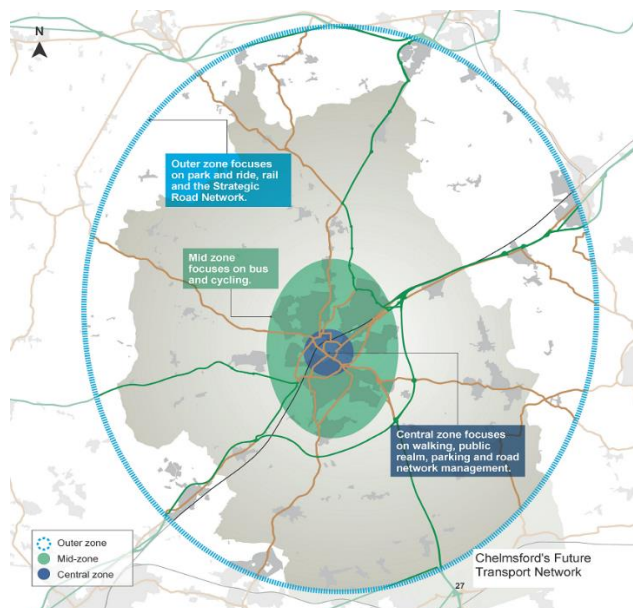 N
Outer zone focuses
on park and ride, rail
and the Strategic
Road Network.
Mid zone
focuses on bus
and cycling.
Central zone focuses
on walking, public
realm, parking and road
network management.
Outer zone
Mid-zone
Central zone
Chelmsford's Future
Transport Network
27